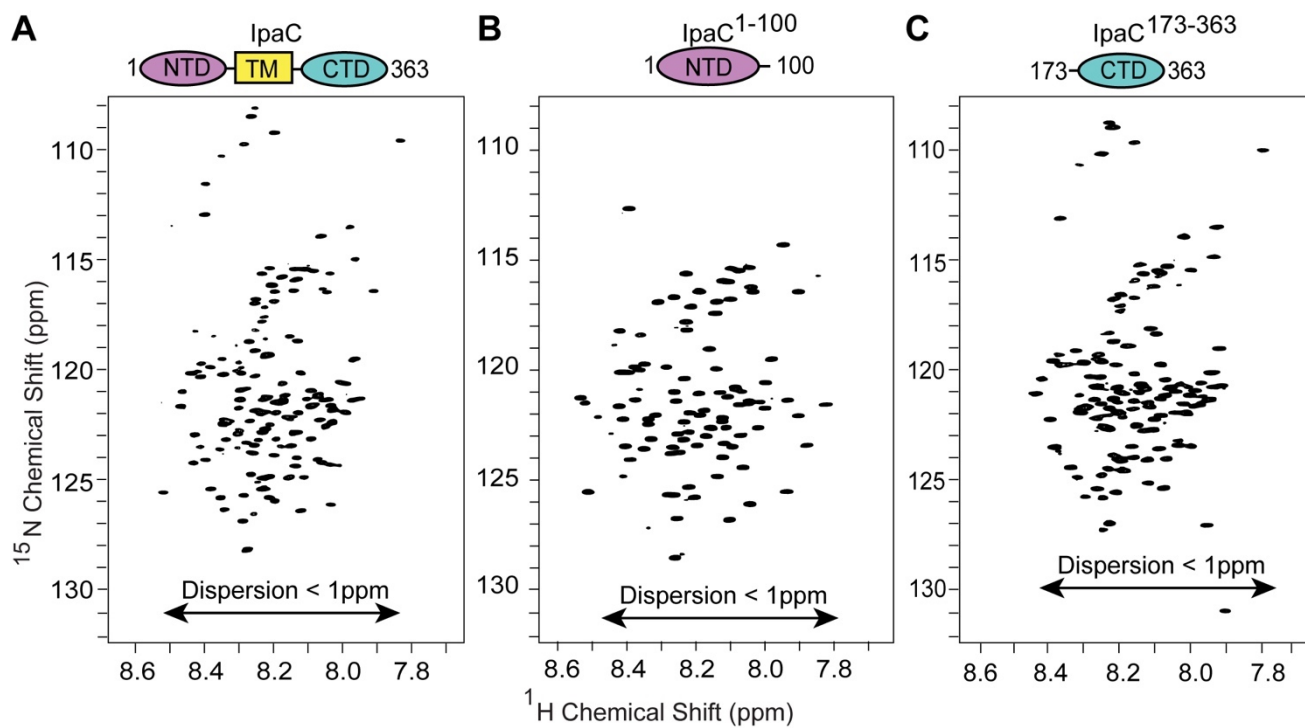 A
IpaC
1 NTD TM CTD 363
B
IpaC1-100
1 NTD 100
C
IpaC173-363
173 CTD 363
15N Chemical Shift (ppm)
110
115
120
125
130
Dispersion < 1ppm
8.6 8.4 8.2 8.0 7.8
110
115
120
125
130
Dispersion < 1ppm
8.6 8.4 8.2 8.0 7.8
110
115
120
125
130
Dispersion < 1ppm
8.6 8.4 8.2 8.0 7.8
1H Chemical Shift (ppm)